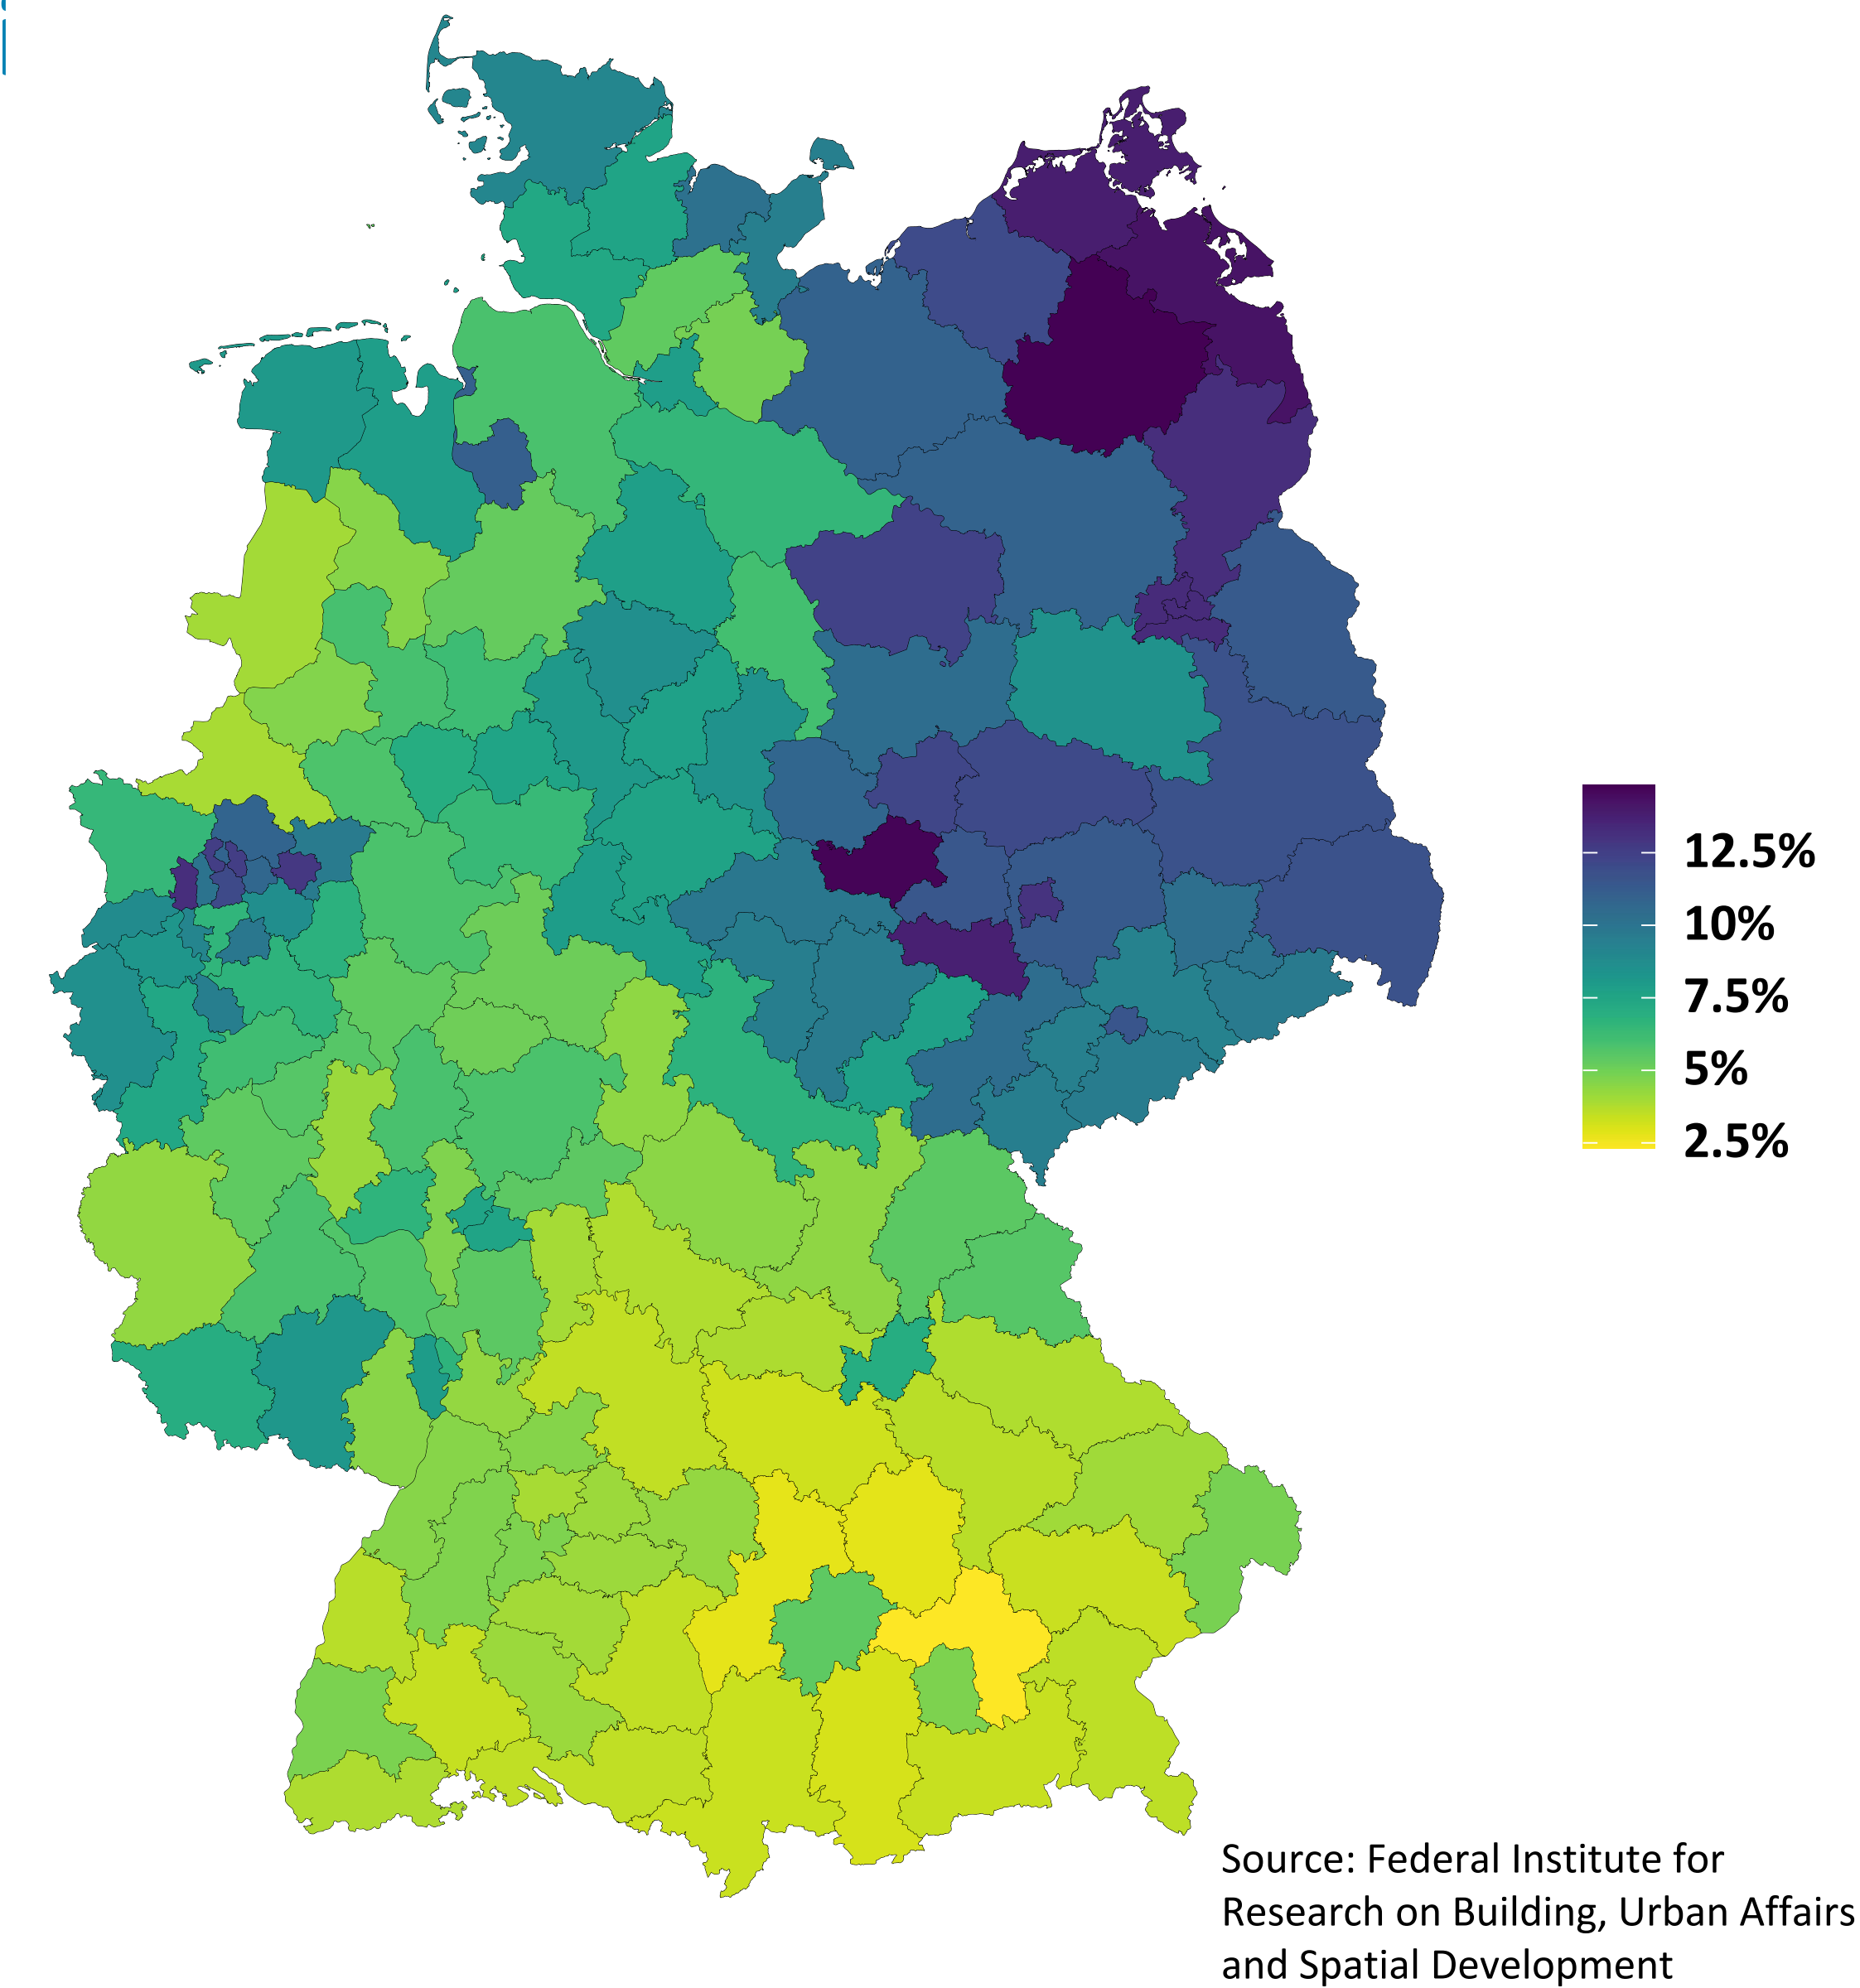 12.5%
10%
7.5%
5%
2.5%
Source: Federal Institute for
Research on Building, Urban Affairs
and Spatial Development